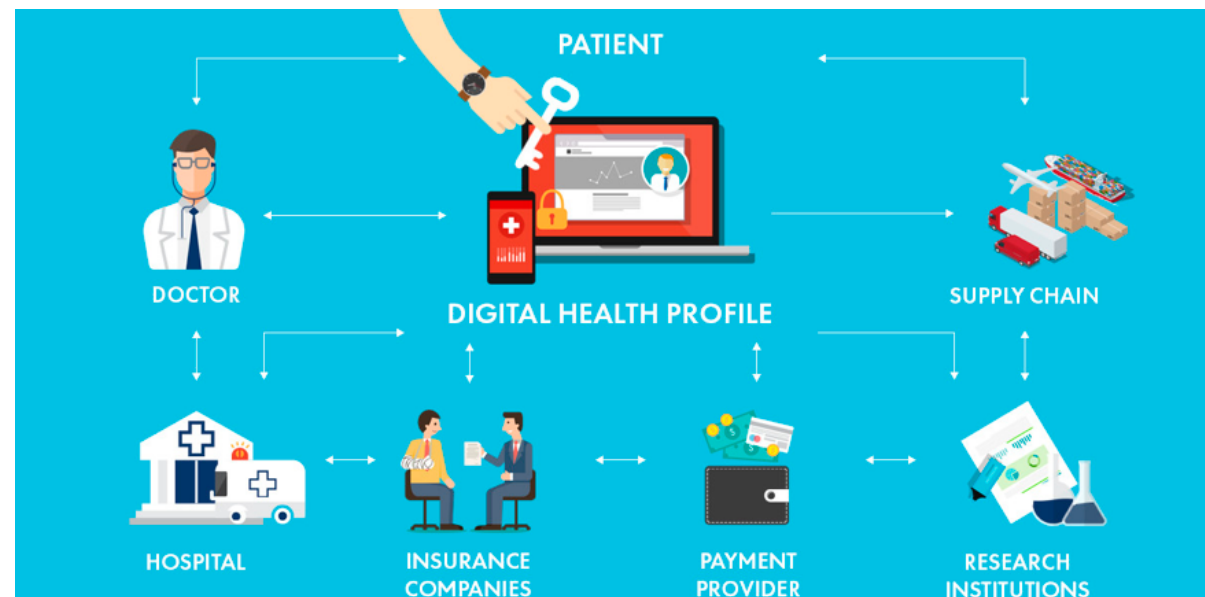 PATIENT
DOCTOR
DIGITAL HEALTH PROFILE
SUPPLY CHAIN
HOSPITAL
INSURANCE
COMPANIES
PAYMENT
PROVIDER
RESEARCH
INSTITUTIONS